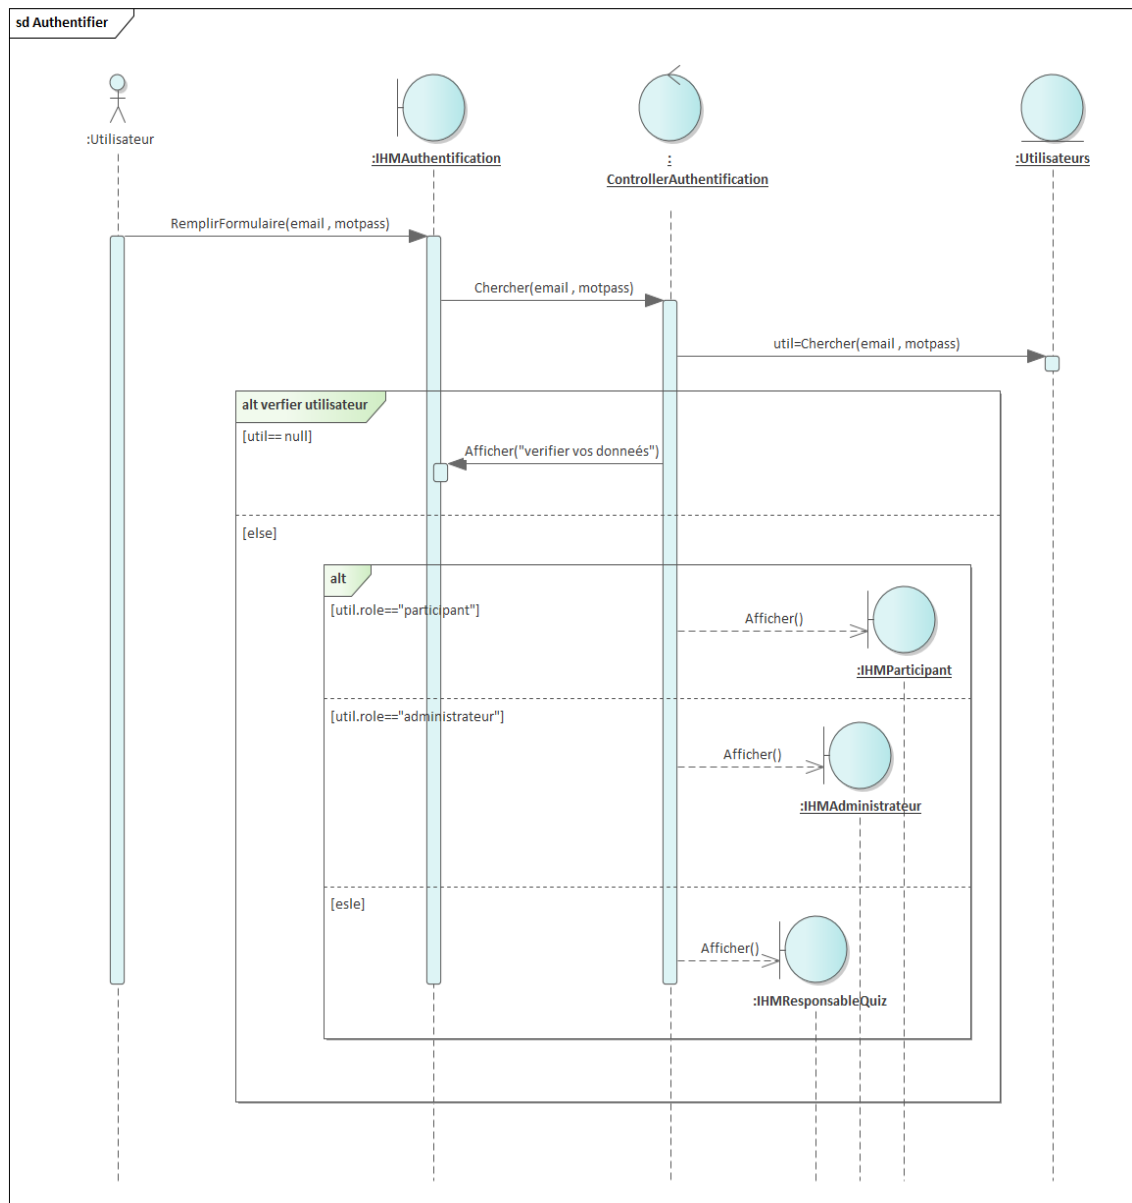 sd Authentifier
:Utilisateur
:IHMAuthentification
:
ControllerAuthentification
:Utilisateurs
RemplirFormulaire(email , motpass)
Chercher(email , motpass)
util=Chercher(email , motpass)
alt verfier utilisateur
[util== null]
Afficher("verifier vos donneés")
[else]
alt
[util.role=="participant"]
Afficher()
:IHMParticipant
[util.role=="administrateur"]
Afficher()
:IHMAdministrateur
[esle]
Afficher()
:IHMResponsableQuiz